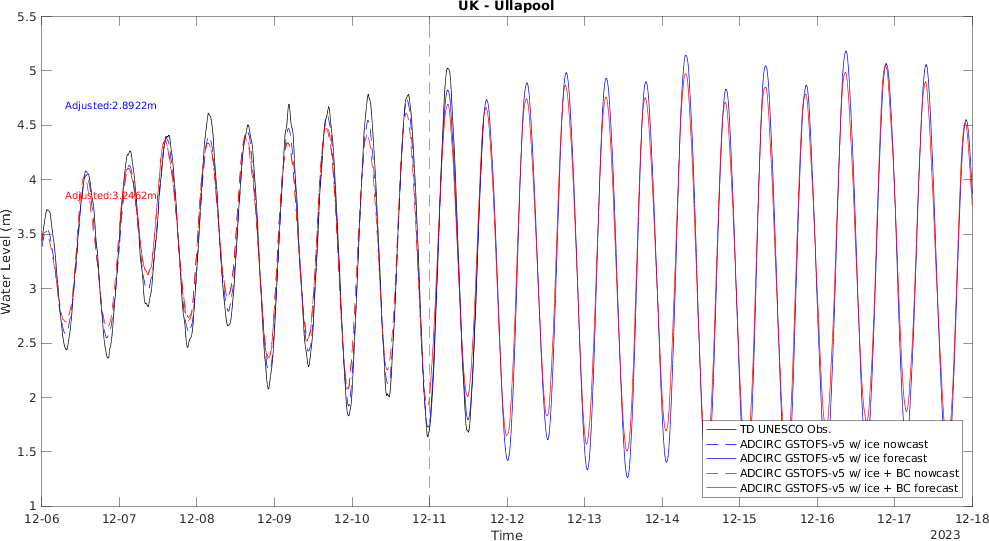 UK - Ullapool
5.5
5
4.5
4
3.5
3
2.5
2
1.5
1
Water Level (m)
Adjusted:2.8922m
Adjusted:3.2462m
TD UNESCO Obs.
ADCIRC GSTOFS-v5 w/ ice nowcast
ADCIRC GSTOFS-v5 w/ ice forecast
ADCIRC GSTOFS-v5 w/ ice + BC nowcast
ADCIRC GSTOFS-v5 w/ ice + BC forecast
12-06 12-07 12-08 12-09 12-10 12-11 12-12 12-13 12-14 12-15 12-16 12-17 12-18
Time
2023